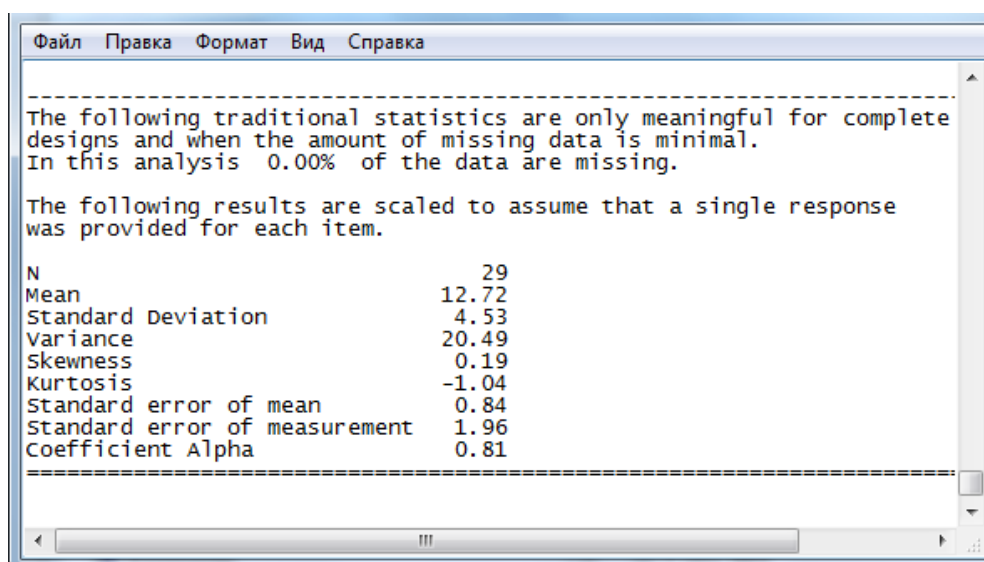 Файл Правка Формат Вид Справка
The following traditional statistics are only meaningful for complete
designs and when the amount of missing data is minimal.
In this analysis 0.00% of the data are missing.
The following results are scaled to assume that a single response
was provided for each item.
N 29
Mean 12.72
Standard Deviation 4.53
Variance 20.49
Skewness 0.19
Kurtosis -1.04
Standard error of mean 0.84
Standard error of measurement 1.96
Coefficient Alpha 0.81